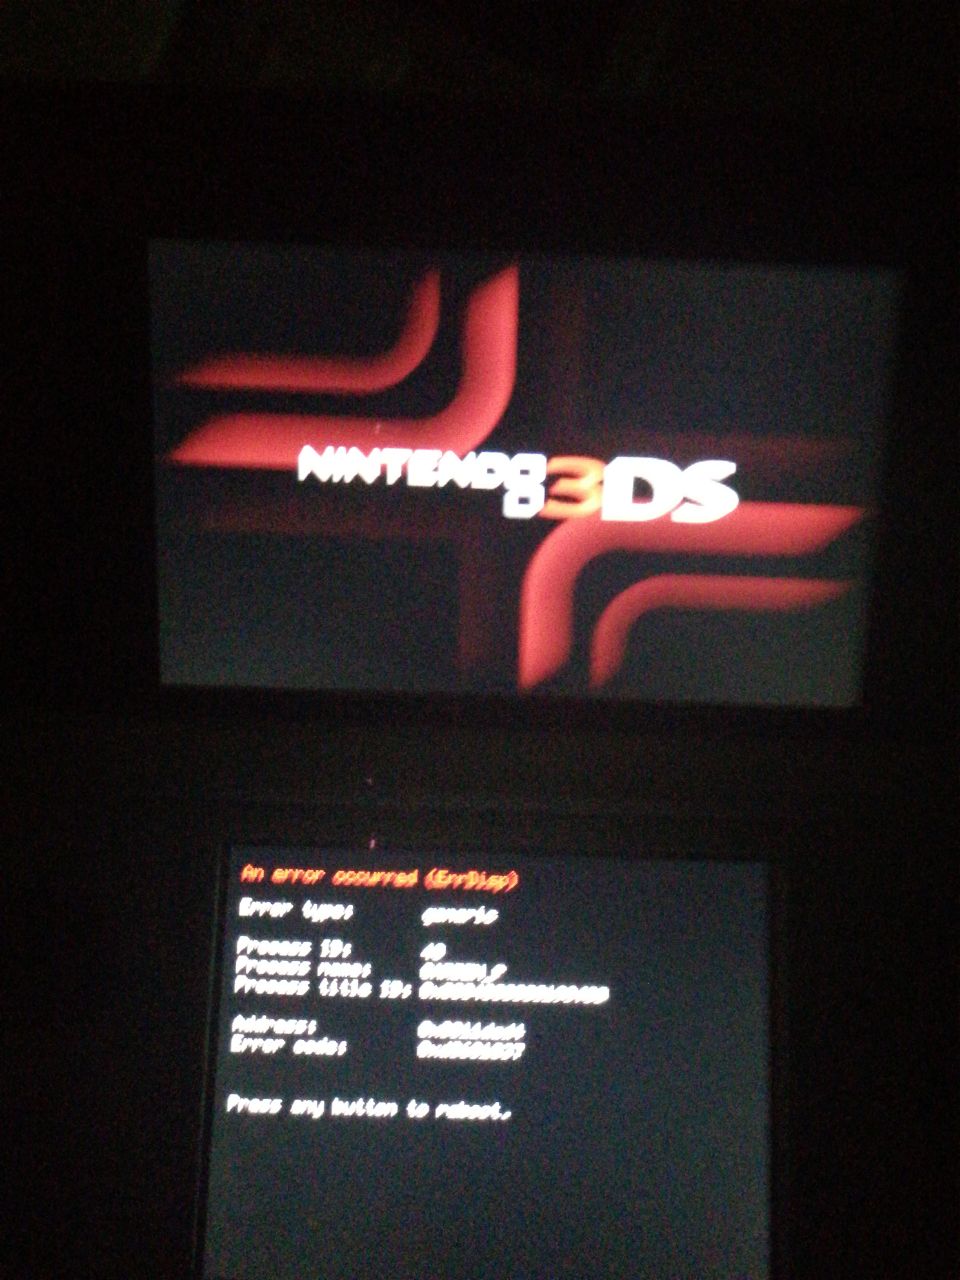 NINTENDO 3DS
An error occurred (ErrDisp)
Error type: generic
Process ID: 40
Process name:
Process title ID:
Address:
Error code:
Press any button to reboot.